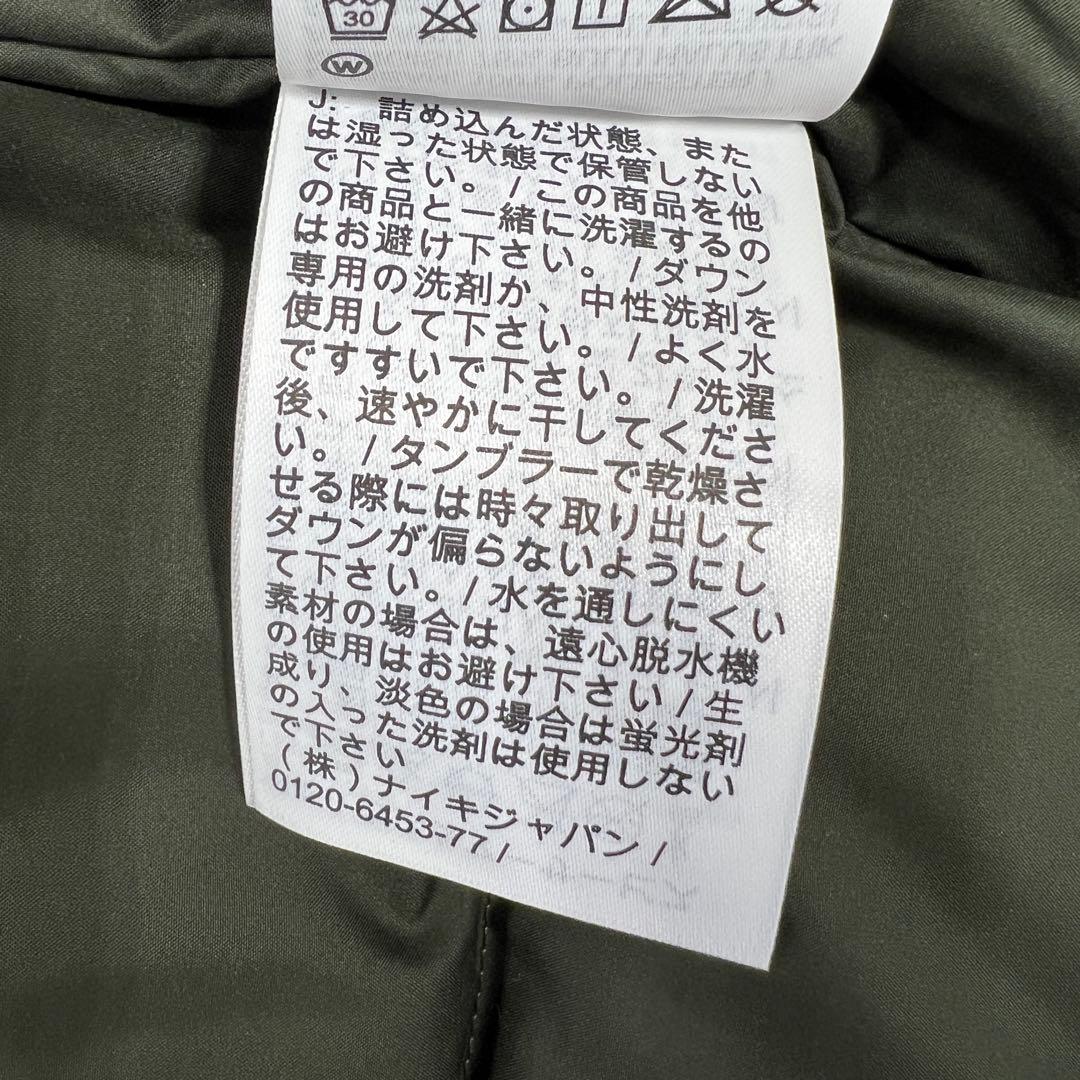 30
W
J: 詰め込んだ状態、また
は湿った状態で保管しない
で下さい。/この商品を他
の商品と一緒に洗濯するの
はお避け下さい。/ダウン
専用の洗剤か、中性洗剤を
使用して下さい。/よく水
ですすいで下さい。/洗濯
後、速やかに干してくださ
い。/タンブラーで乾燥さ
せる際には時々取り出して
ダウンが偏らないようにし
て下さい。/水を通しにくい
素材の場合は、遠心脱水機
の使用はお避け下さい/生
成り、淡色の場合は蛍光剤
の入った洗剤は使用しない
で下さい
(株)ナイキジャパン/
0120-6453-77/